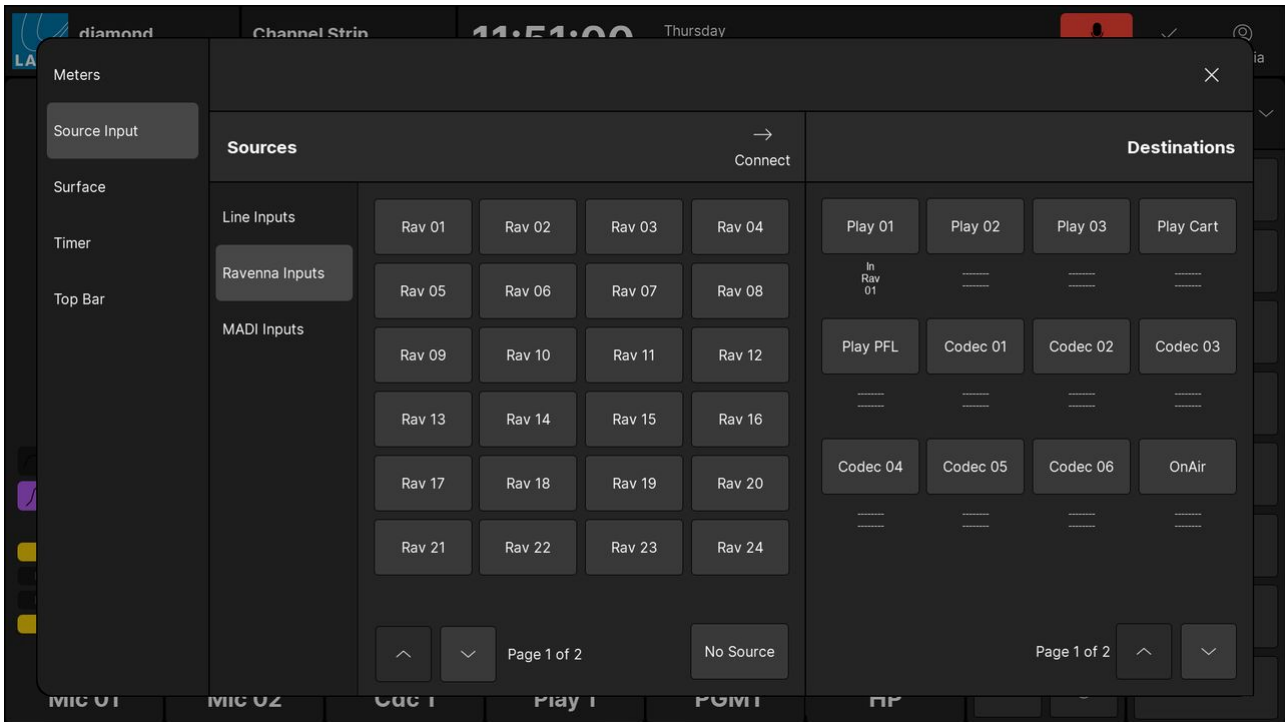 diamond
Channel Strip
11:51:00
Thursday
Meters
Source Input
Surface
Timer
Top Bar
Sources
Connect
Destinations
Line Inputs
Ravenna Inputs
MADI Inputs
Rav 01 Rav 02 Rav 03 Rav 04
Rav 05 Rav 06 Rav 07 Rav 08
Rav 09 Rav 10 Rav 11 Rav 12
Rav 13 Rav 14 Rav 15 Rav 16
Rav 17 Rav 18 Rav 19 Rav 20
Rav 21 Rav 22 Rav 23 Rav 24
Page 1 of 2
No Source
Play 01 Play 02 Play 03 Play Cart
In
Rav
01
Play PFL Codec 01 Codec 02 Codec 03
Codec 04 Codec 05 Codec 06 OnAir
Page 1 of 2
Mic 01 Mic 02 Cdc 1 Play 1 PGM1 HP